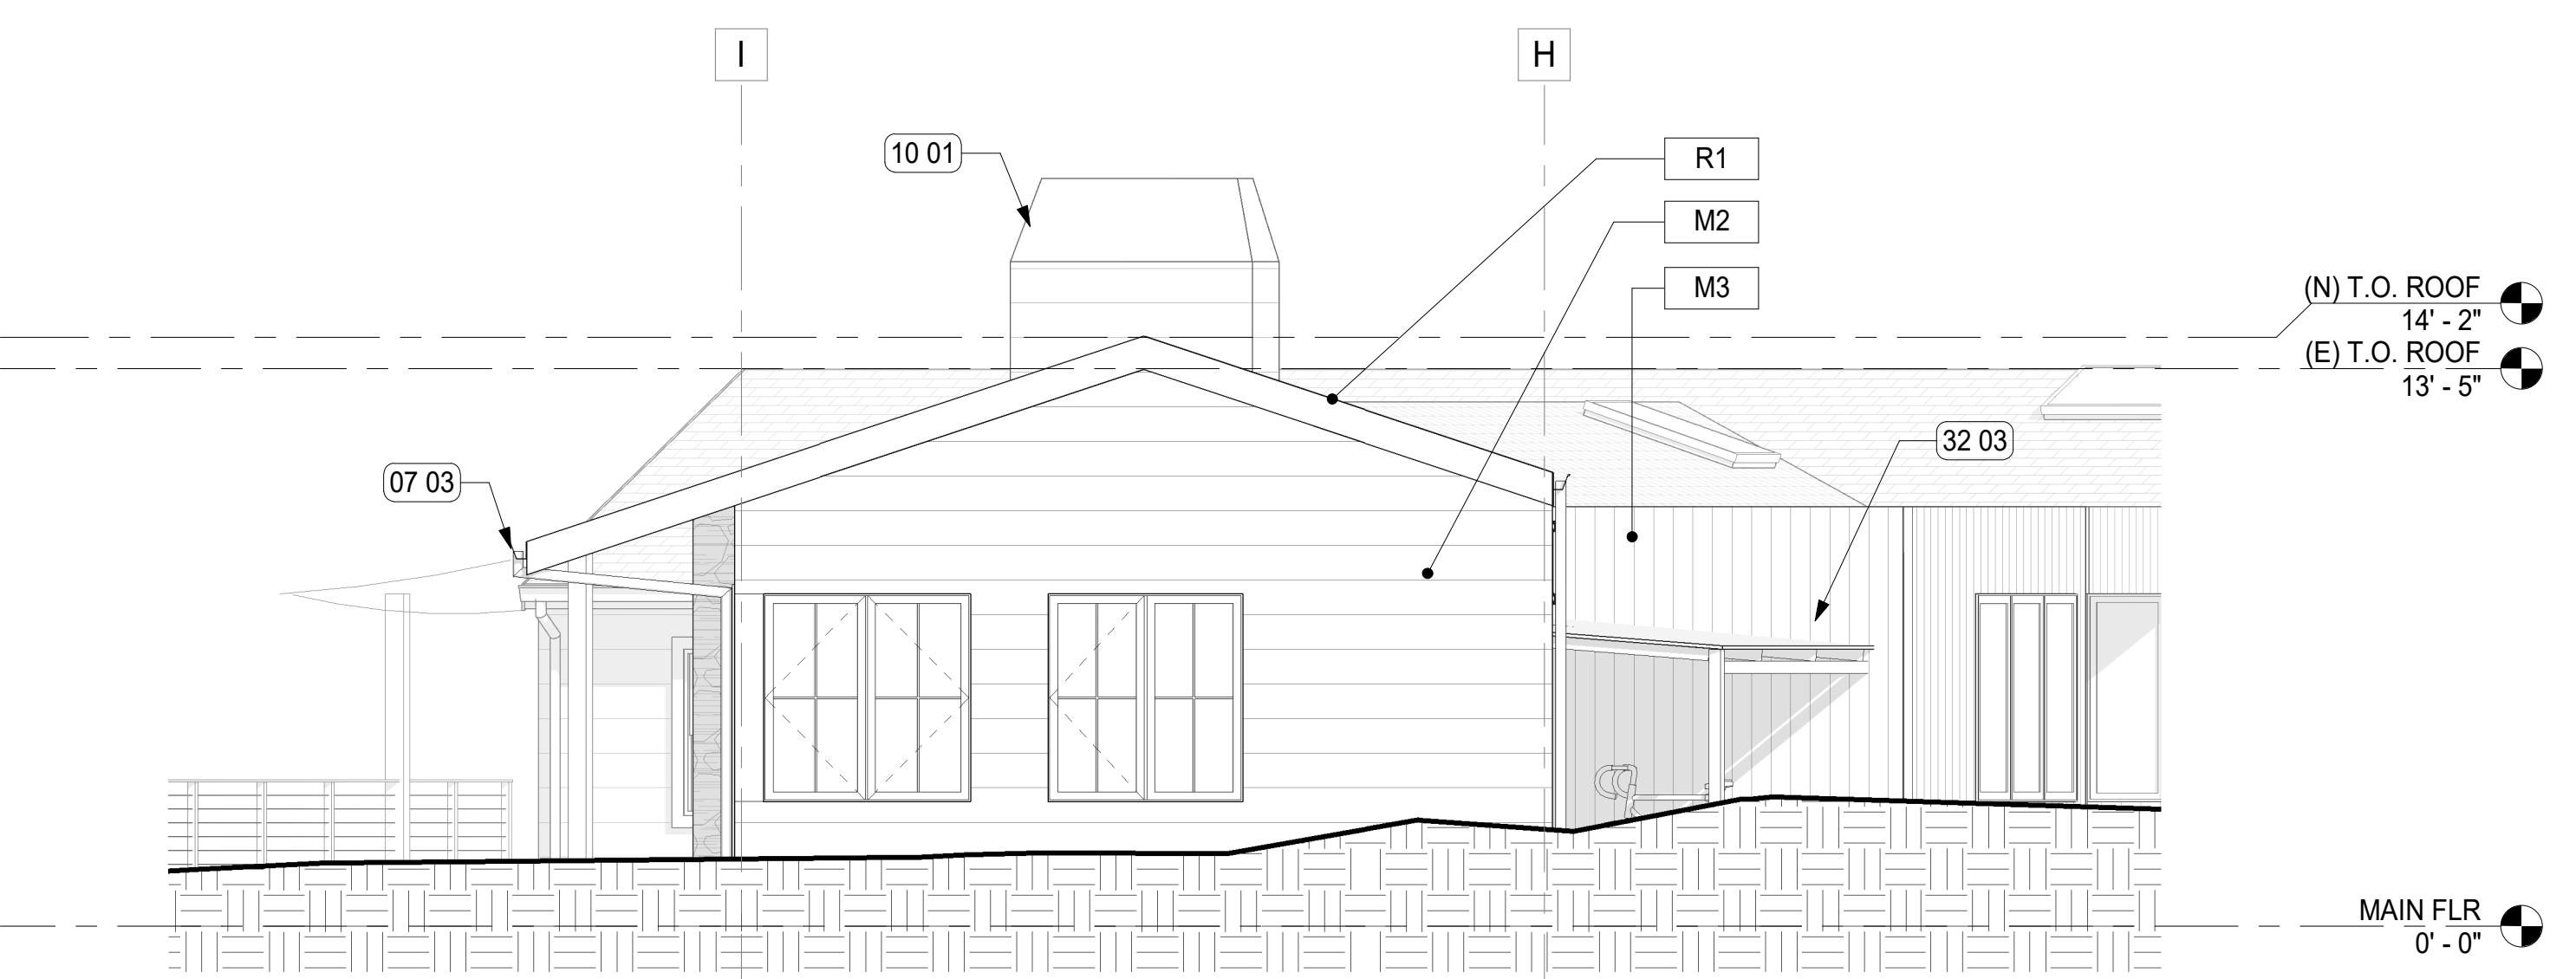 I
H
10 01
R1
M2
M3
(N) T.O. ROOF
14' - 2"
(E) T.O. ROOF
13' - 5"
32 03
07 03
MAIN FLR
0' - 0"